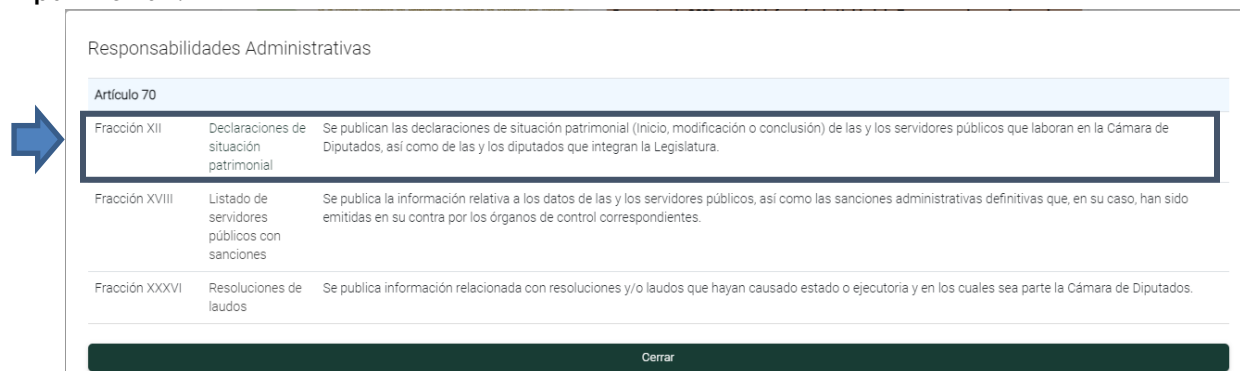 Responsabilidades Administrativas
Artículo 70
Fracción XII
Declaraciones de
situación
patrimonial
Se publican las declaraciones de situación patrimonial (Inicio, modificación o conclusión) de las y los servidores públicos que laboran en la Cámara de
Diputados, así como de las y los diputados que integran la Legislatura.
Fracción XVIII
Listado de
servidores
públicos con
sanciones
Se publica la información relativa a los datos de las y los servidores públicos, así como las sanciones administrativas definitivas que, en su caso, han sido
emitidas en su contra por los órganos de control correspondientes.
Fracción XXXVI
Resoluciones de
laudos
Se publica información relacionada con resoluciones y/o laudos que hayan causado estado o ejecutoria y en los cuales sea parte la Cámara de Diputados.
Cerrar